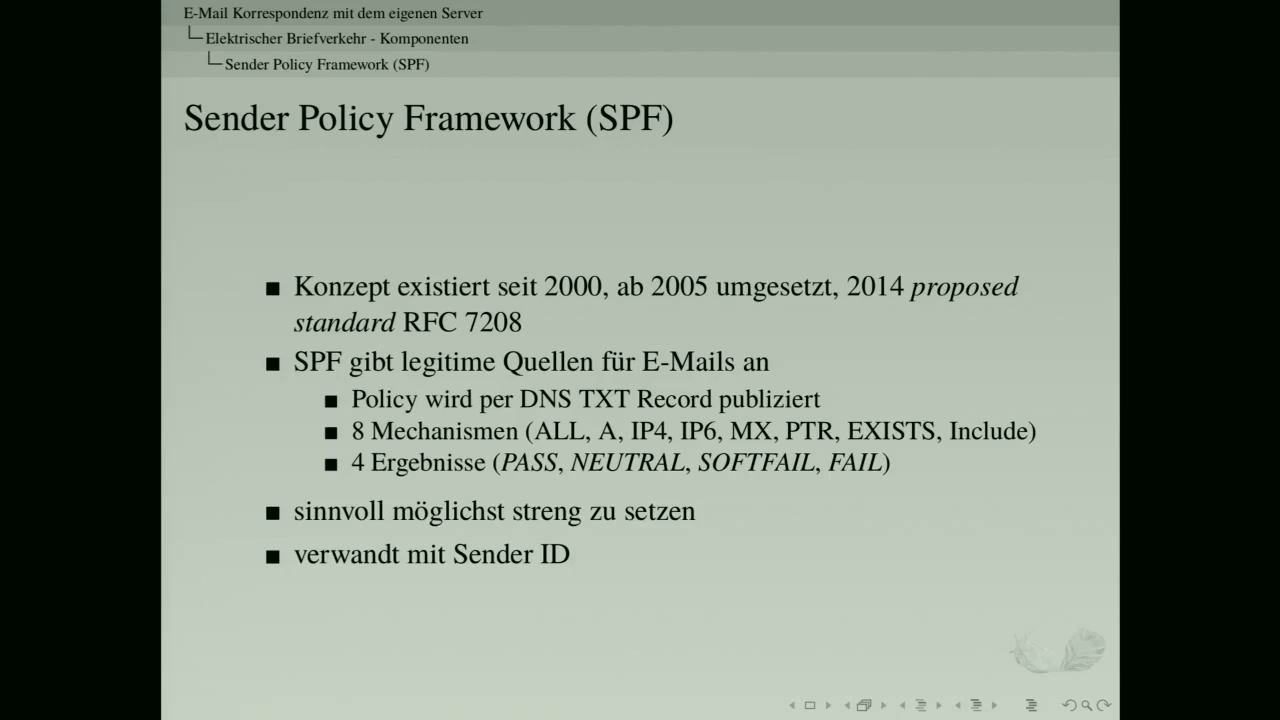 E-Mail Korrespondenz mit dem eigenen Server
Elektrischer Briefverkehr - Komponenten
Sender Policy Framework (SPF)
Sender Policy Framework (SPF)
Konzept existiert seit 2000, ab 2005 umgesetzt, 2014 proposed
standard RFC 7208
SPF gibt legitime Quellen für E-Mails an
Policy wird per DNS TXT Record publiziert
8 Mechanismen (ALL, A, IP4, IP6, MX, PTR, EXISTS, Include)
4 Ergebnisse (PASS, NEUTRAL, SOFTFAIL, FAIL)
sinnvoll möglichst streng zu setzen
verwandt mit Sender ID